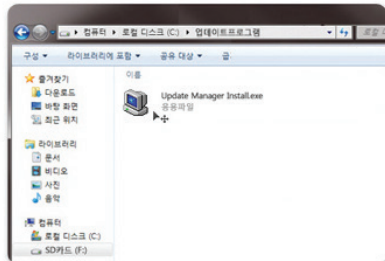 컴퓨터 ▸ 로컬 디스크 (C:) ▸ 업데이트프로그램
구성 ▾ 라이브러리에 포함 ▾ 공유 대상 ▾ 굽
이름
즐겨찾기
다운로드
바탕 화면
최근 위치
Update Manager Install.exe
응용파일
라이브러리
문서
비디오
사진
음악
컴퓨터
로컬 디스크 (C:)
SD카드 (F:)